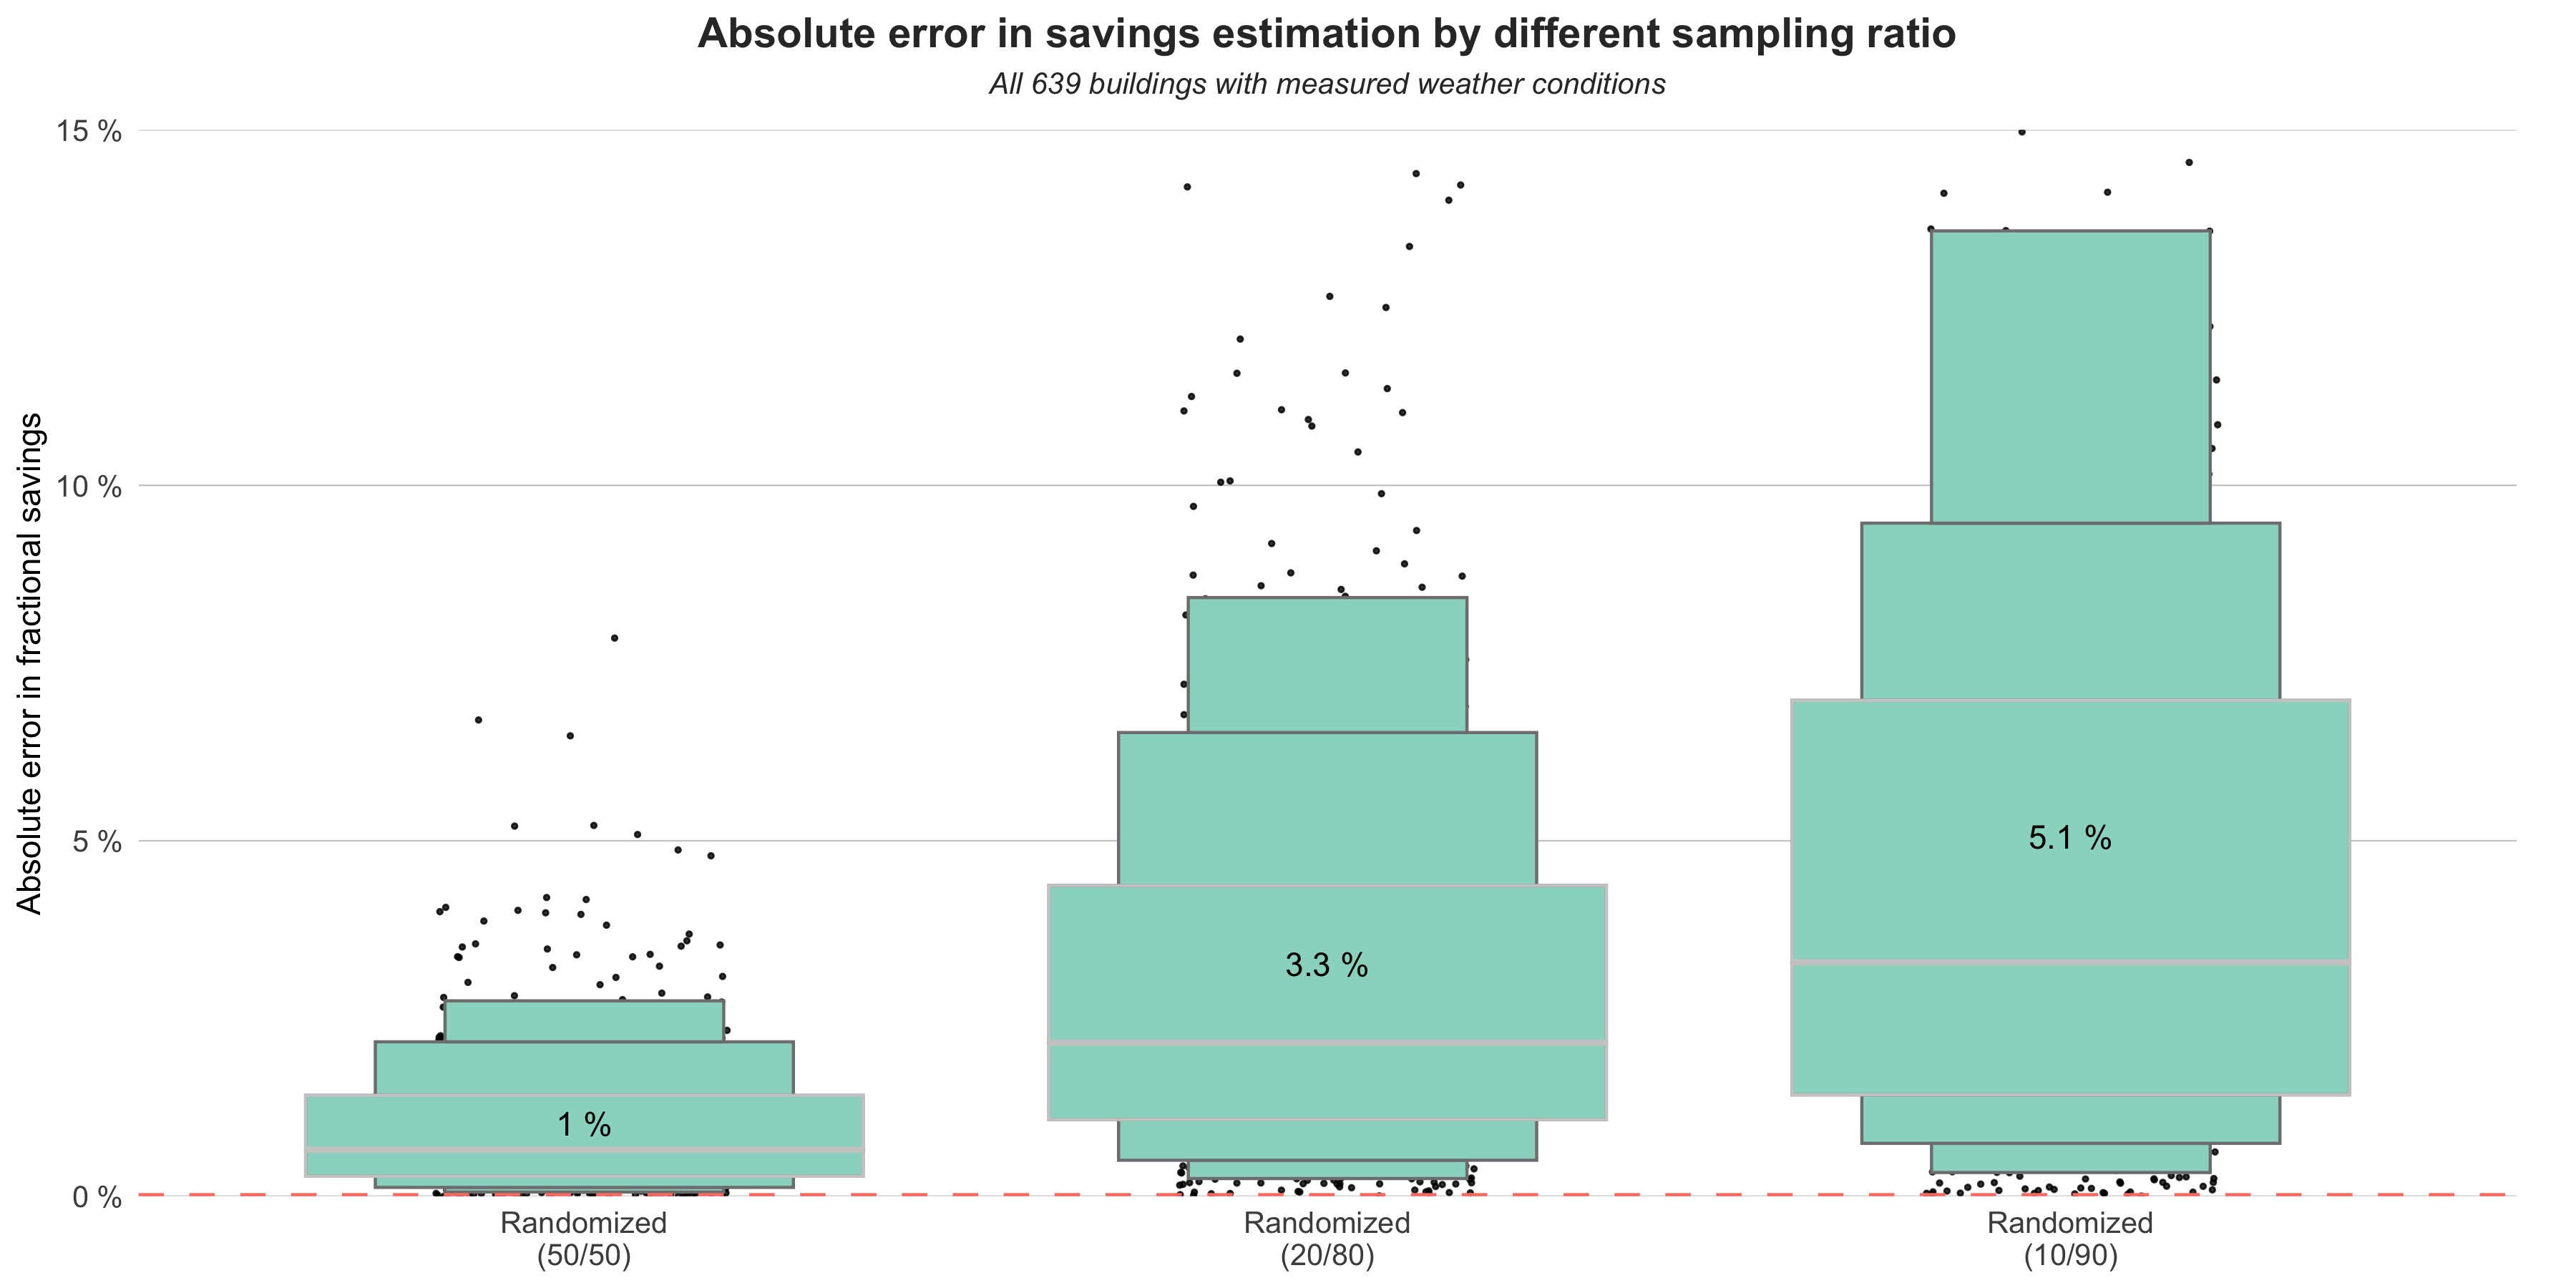 Absolute error in savings estimation by different sampling ratio
All 639 buildings with measured weather conditions
Absolute error in fractional savings
15 %
10 %
5 %
0 %
1 %
3.3 %
5.1 %
Randomized
(50/50)
Randomized
(20/80)
Randomized
(10/90)